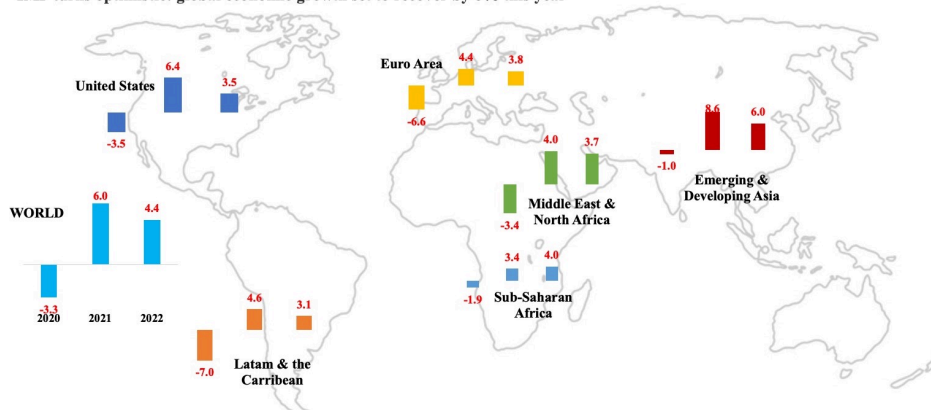 United States
-3.5
6.4
3.5
Euro Area
-6.6
4.4
3.8
-1.0
8.6
6.0
Emerging &
Developing Asia
-3.4
4.0
3.7
Middle East &
North Africa
WORLD
-3.3
6.0
4.4
2020
2021
2022
-1.9
3.4
4.0
Sub-Saharan
Africa
-7.0
4.6
3.1
Latam & the
Carribean